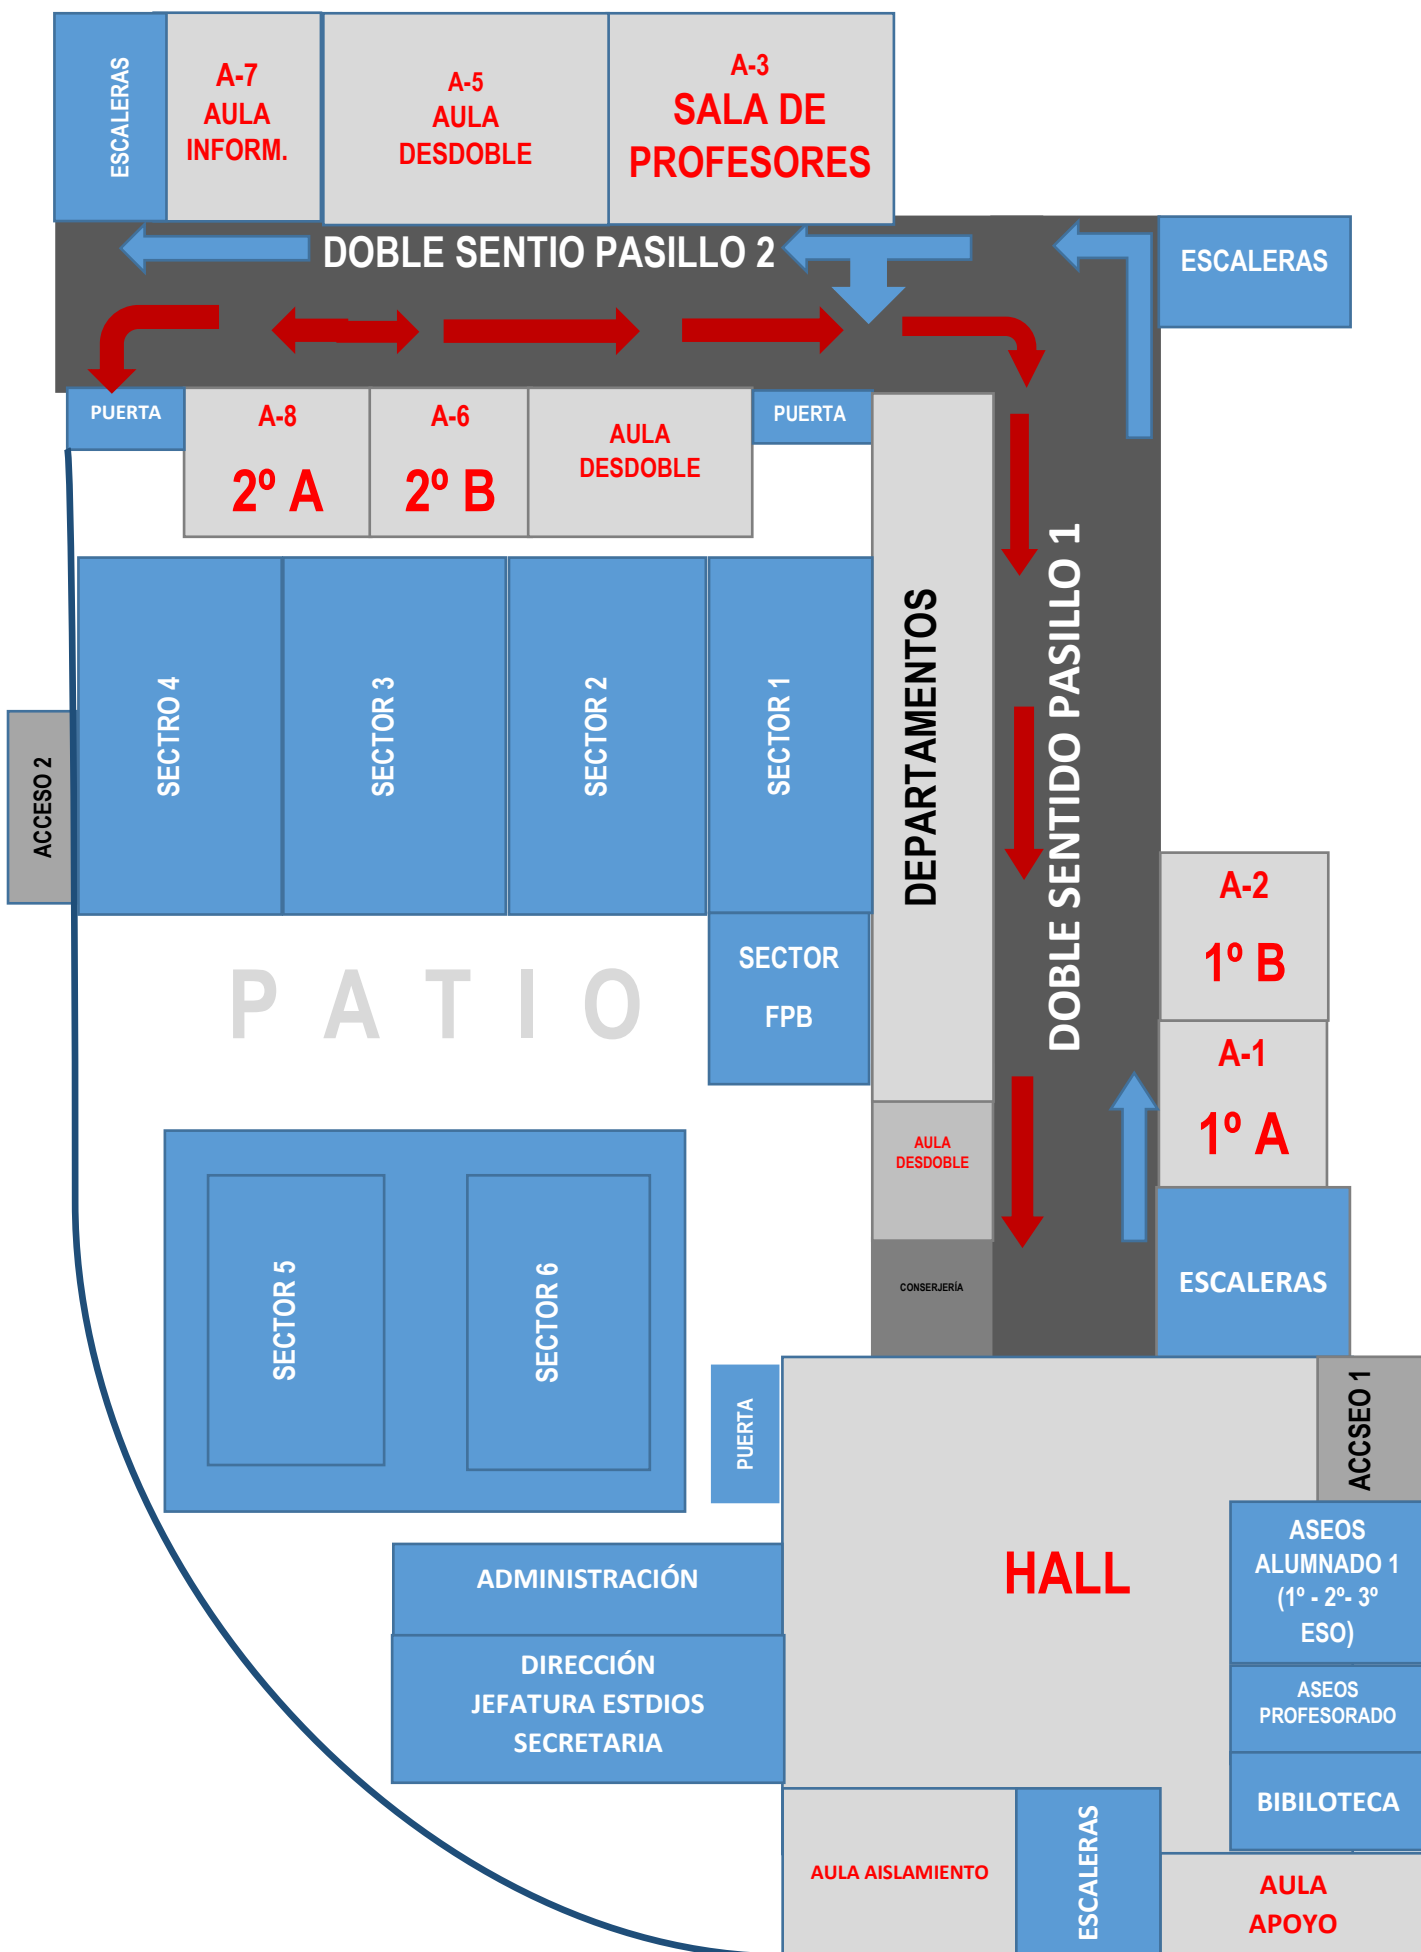 ESCALERAS
A-7
AULA
INFORM.
A-5
AULA
DESDOBLE
A-3
SALA DE
PROFESORES
DOBLE SENTIO PASILLO 2
ESCALERAS
PUERTA
A-8
2º A
A-6
2º B
AULA
DESDOBLE
PUERTA
SECTRO 4
SECTOR 3
SECTOR 2
SECTOR 1
DEPARTAMENTOS
DOBLE SENTIDO PASILLO 1
ACCESO 2
A-2
1º B
SECTOR
FPB
PATIO
A-1
1º A
AULA
DESDOBLE
CONSERJERÍA
ESCALERAS
SECTOR 5
SECTOR 6
PUERTA
ACCSEO 1
HALL
ASEOS
ALUMNADO 1
(1º - 2º- 3º
ESO)
ADMINISTRACIÓN
DIRECCIÓN
JEFATURA ESTDIOS
SECRETARIA
ASEOS
PROFESORADO
BIBILOTECA
AULA AISLAMIENTO
ESCALERAS
AULA
APOYO